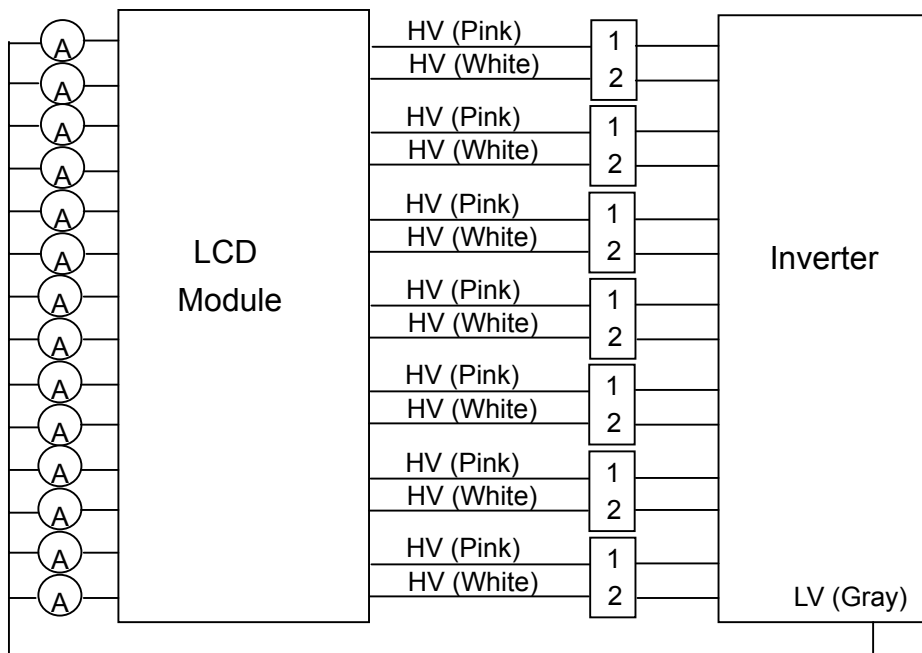 A
A
A
A
A
A
A
A
A
A
A
A
A
A
LCD
Module
HV (Pink)
HV (White)
HV (Pink)
HV (White)
HV (Pink)
HV (White)
HV (Pink)
HV (White)
HV (Pink)
HV (White)
HV (Pink)
HV (White)
HV (Pink)
HV (White)
1
2
1
2
1
2
1
2
1
2
1
2
1
2
Inverter
LV (Gray)